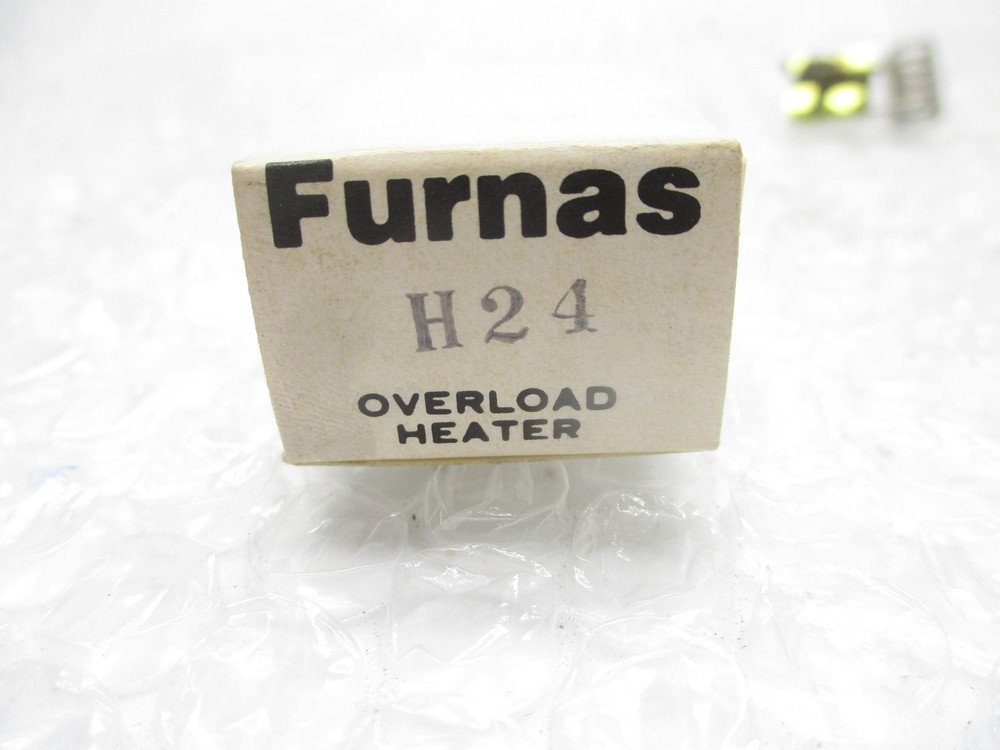 Furnas
H24
OVERLOAD
HEATER